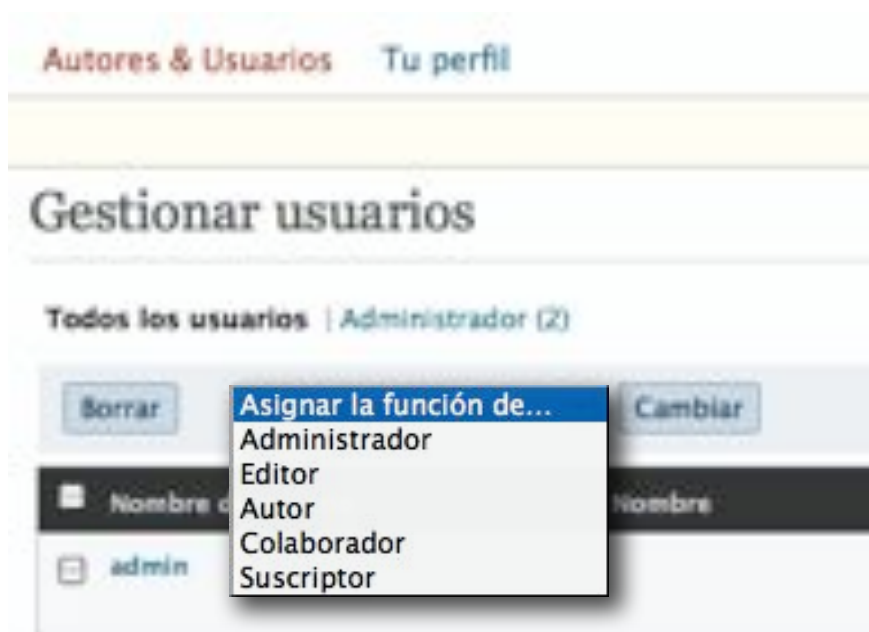 Autores & Usuarios Tu perfil
Gestionar usuarios
Todos los usuarios | Administrador (2)
Borrar Asignar la función de... Cambiar
Administrador
Editor
Nombre Nombre
Autor
Colaborador
admin
Suscriptor